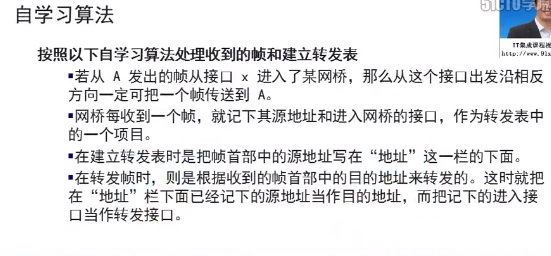 自学习算法
51CTO学院
IT集成课程视
按照以下自学习算法处理收到的帧和建立转发表
▪若从 A 发出的帧从接口 x 进入了某网桥，那么从这个接口出发沿相反
方向一定可把一个帧传送到 A。
▪网桥每收到一个帧，就记下其源地址和进入网桥的接口，作为转发表中
的一个项目。
▪在建立转发表时是把帧首部中的源地址写在“地址”这一栏的下面。
▪在转发帧时，则是根据收到的帧首部中的目的地址来转发的。这时就把
在“地址”栏下面已经记下的源地址当作目的地址，而把记下的进入接
口当作转发接口。